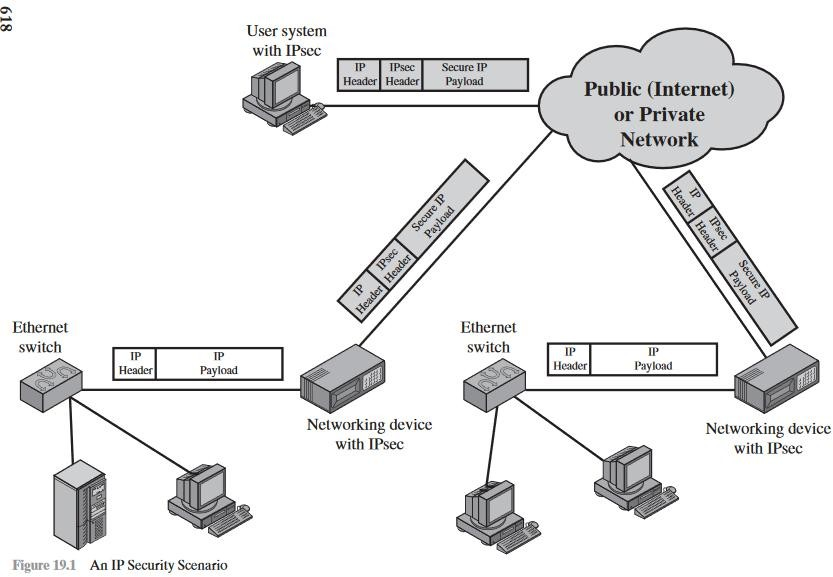 618
User system
with IPsec
IP IPsec Secure IP
Header Header Payload
Public (Internet)
or Private
Network
IP IPsec Secure IP
Header Header Payload
IP IPsec Secure IP
Header Header Payload
Ethernet
switch
IP IP
Header Payload
Networking device
with IPsec
Ethernet
switch
IP IP
Header Payload
Networking device
with IPsec
Figure 19.1 An IP Security Scenario